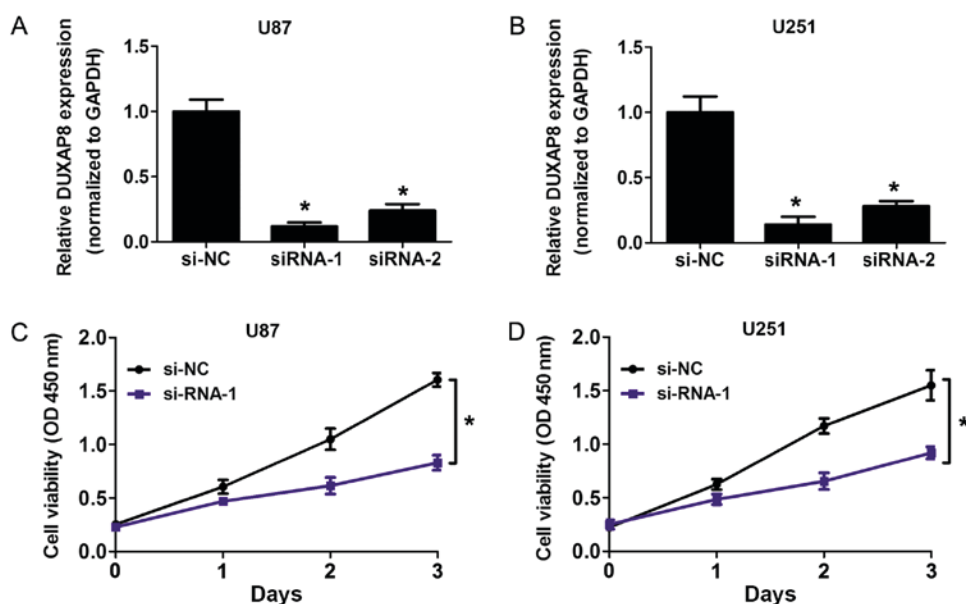 A
U87
Relative DUXAP8 expression
(normalized to GAPDH)
1.5
1.0
0.5
0.0
*
*
si-NC siRNA-1 siRNA-2
B
U251
Relative DUXAP8 expression
(normalized to GAPDH)
1.5
1.0
0.5
0.0
*
*
si-NC siRNA-1 siRNA-2
C
U87
Cell viability (OD 450 nm)
2.0
1.5
1.0
0.5
0.0
si-NC
si-RNA-1
*
0 1 2 3
Days
D
U251
Cell viability (OD 450 nm)
2.0
1.5
1.0
0.5
0.0
si-NC
si-RNA-1
*
0 1 2 3
Days